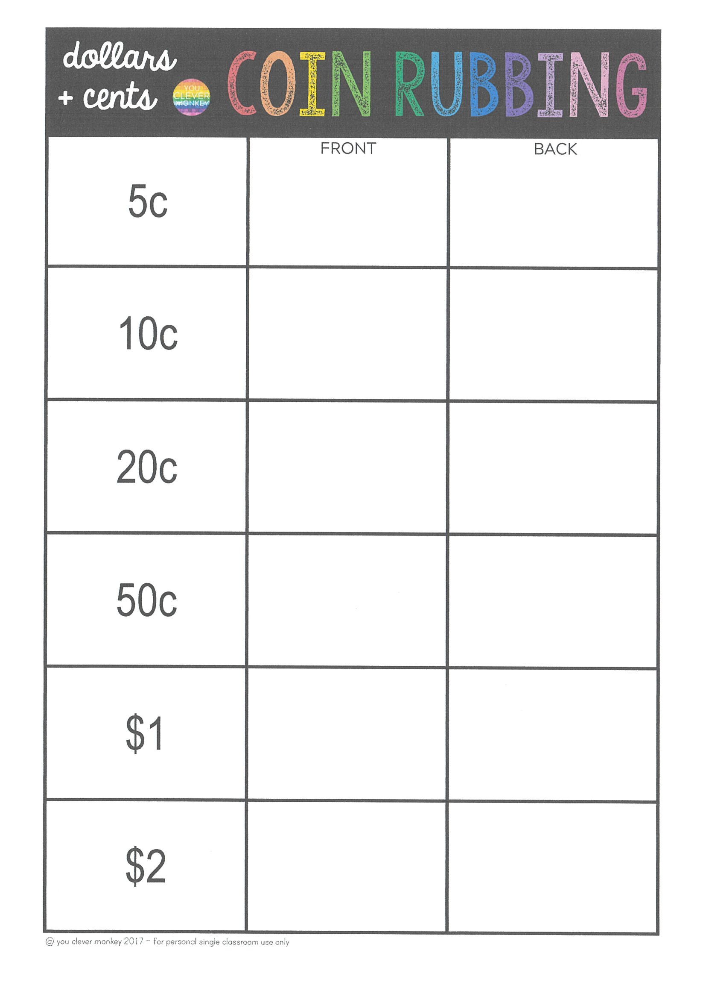 dollars
+ cents
YOU
CLEVER
MONKEY
COIN RUBBING
FRONT
BACK
5c
10c
20c
50c
$1
$2
@ you clever monkey 2017 - for personal single classroom use only